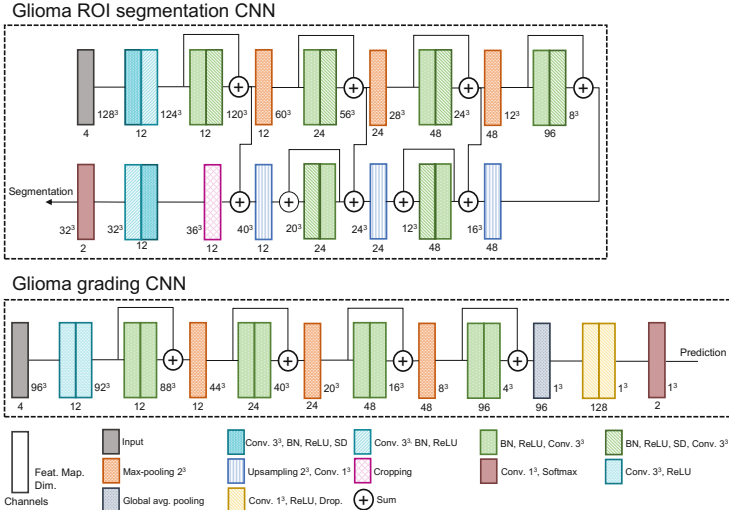 Glioma ROI segmentation CNN
128³ 124³ 120³ 60³ 56³ 28³ 24³ 12³ 8³
4 12 12 12 24 24 48 48 96
Segmentation
32³ 32³ 36³ 40³ 20³ 24³ 12³ 16³
2 12 12 12 24 24 48 48
Glioma grading CNN
Prediction
96³ 92³ 88³ 44³ 40³ 20³ 16³ 8³ 4³ 1³ 1³ 1³
4 12 12 12 24 24 48 48 96 96 128 2
Feat. Map. Dim.
Channels
Input
Conv. 3³, BN, ReLU, SD
Conv. 3³, BN, ReLU
BN, ReLU, Conv. 3³
BN, ReLU, SD, Conv. 3³
Max-pooling 2³
Upsampling 2³, Conv. 1³
Cropping
Conv. 1³, Softmax
Conv. 3³, ReLU
Global avg. pooling
Conv. 1³, ReLU, Drop.
Sum